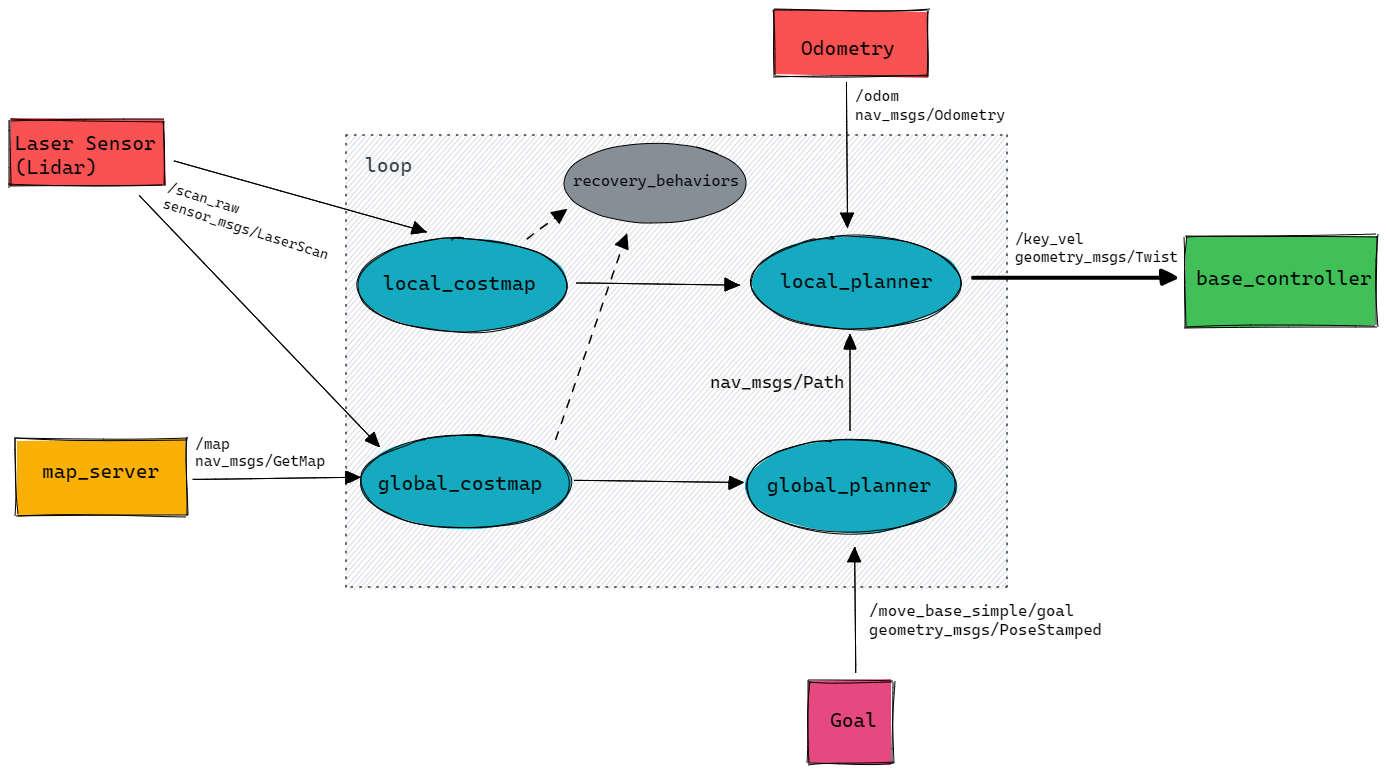 Odometry
/odom
nav_msgs/Odometry
Laser Sensor
(Lidar)
/scan_raw
sensor_msgs/LaserScan
loop
recovery_behaviors
local_costmap
local_planner
/key_vel
geometry_msgs/Twist
base_controller
nav_msgs/Path
map_server
/map
nav_msgs/GetMap
global_costmap
global_planner
/move_base_simple/goal
geometry_msgs/PoseStamped
Goal